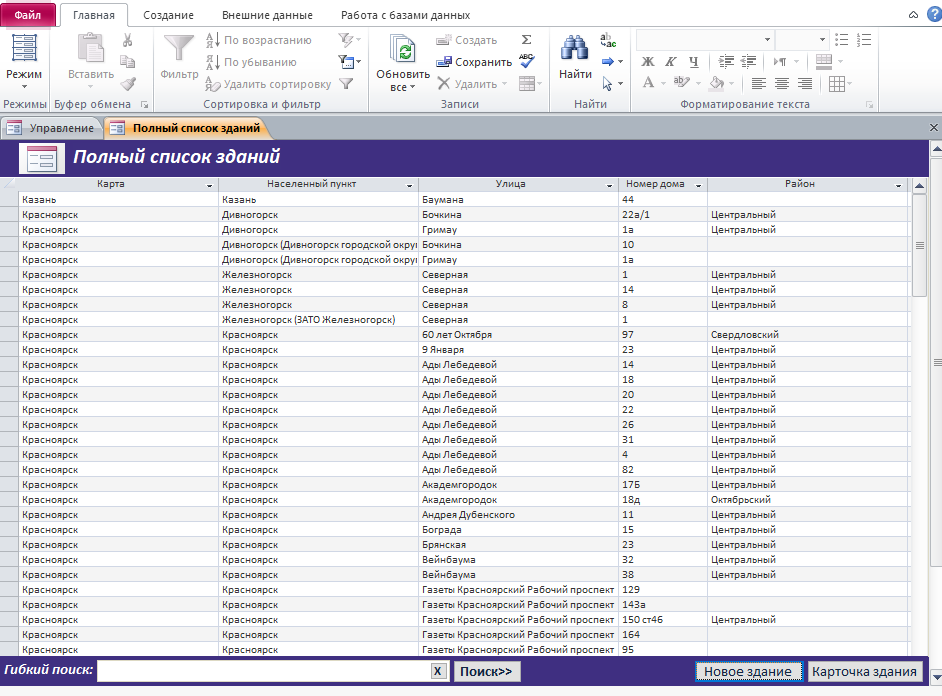 Файл Главная Создание Внешние данные Работа с базами данных
Режим
Вставить
Фильтр
По возрастанию
По убыванию
Удалить сортировку
Обновить все
Создать
Сохранить
Удалить
Найти
Ж К Ч
Режимы Буфер обмена Сортировка и фильтр Записи Найти Форматирование текста
Управление Полный список зданий
Полный список зданий
Карта Населенный пункт Улица Номер дома Район
Казань Казань Баумана 44
Красноярск Дивногорск Бочкина 22а/1 Центральный
Красноярск Дивногорск Гримау 1а Центральный
Красноярск Дивногорск (Дивногорск городской окру Бочкина 10
Красноярск Дивногорск (Дивногорск городской окру Гримау 1а
Красноярск Железногорск Северная 1 Центральный
Красноярск Железногорск Северная 14 Центральный
Красноярск Железногорск Северная 8 Центральный
Красноярск Железногорск (ЗАТО Железногорск) Северная 1
Красноярск Красноярск 60 лет Октября 97 Свердловский
Красноярск Красноярск 9 Января 23 Центральный
Красноярск Красноярск Ады Лебедевой 14 Центральный
Красноярск Красноярск Ады Лебедевой 18 Центральный
Красноярск Красноярск Ады Лебедевой 20 Центральный
Красноярск Красноярск Ады Лебедевой 22 Центральный
Красноярск Красноярск Ады Лебедевой 26 Центральный
Красноярск Красноярск Ады Лебедевой 31 Центральный
Красноярск Красноярск Ады Лебедевой 4 Центральный
Красноярск Красноярск Ады Лебедевой 82 Центральный
Красноярск Красноярск Академгородок 17Б Центральный
Красноярск Красноярск Академгородок 18д Октябрьский
Красноярск Красноярск Андрея Дубенского 11 Центральный
Красноярск Красноярск Бограда 15 Центральный
Красноярск Красноярск Брянская 23 Центральный
Красноярск Красноярск Вейнбаума 32 Центральный
Красноярск Красноярск Вейнбаума 38 Центральный
Красноярск Красноярск Газеты Красноярский Рабочий проспект 129
Красноярск Красноярск Газеты Красноярский Рабочий проспект 143а
Красноярск Красноярск Газеты Красноярский Рабочий проспект 150 ст46 Центральный
Красноярск Красноярск Газеты Красноярский Рабочий проспект 164
Красноярск Красноярск Газеты Красноярский Рабочий проспект 95
Гибкий поиск: X Поиск>> Новое здание Карточка здания